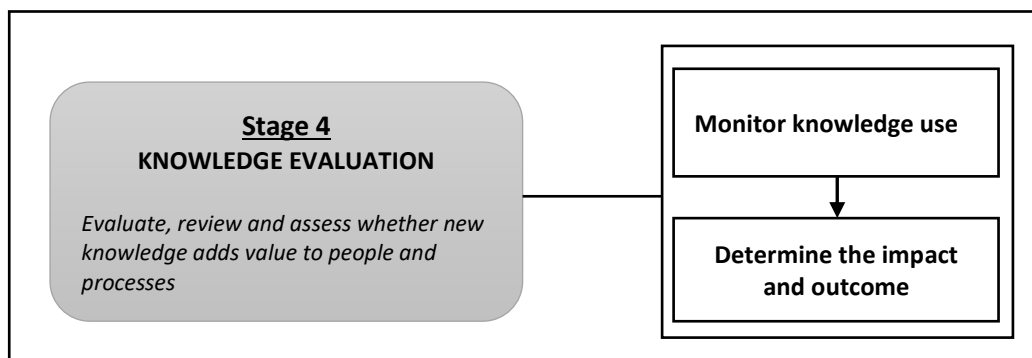 Stage 4
KNOWLEDGE EVALUATION
Evaluate, review and assess whether new
knowledge adds value to people and
processes
Monitor knowledge use
Determine the impact
and outcome